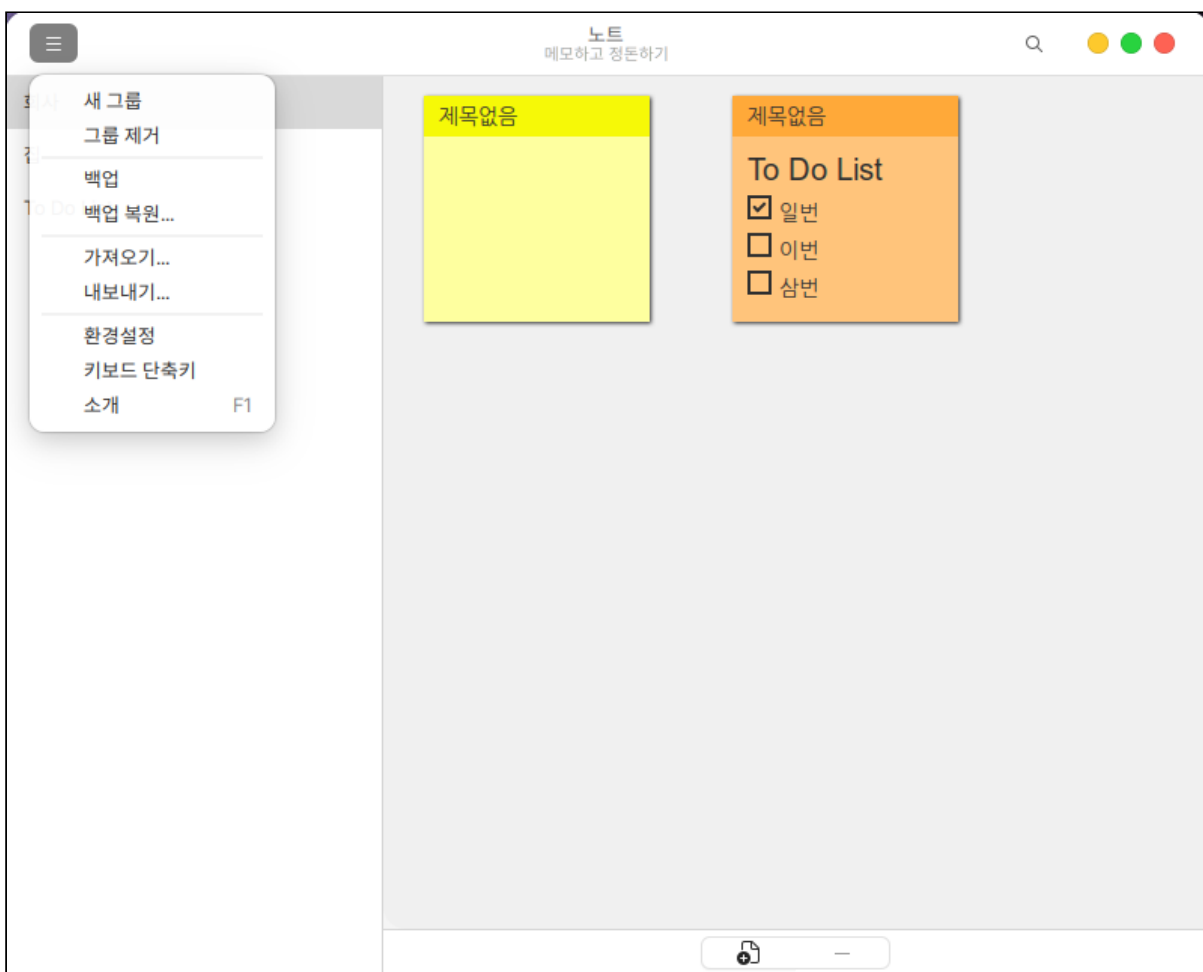 노트
메모하고 정돈하기
새 그룹
그룹 제거
백업
백업 복원...
가져오기...
내보내기...
환경설정
키보드 단축키
소개 F1
제목없음
제목없음
To Do List
일번
이번
삼번